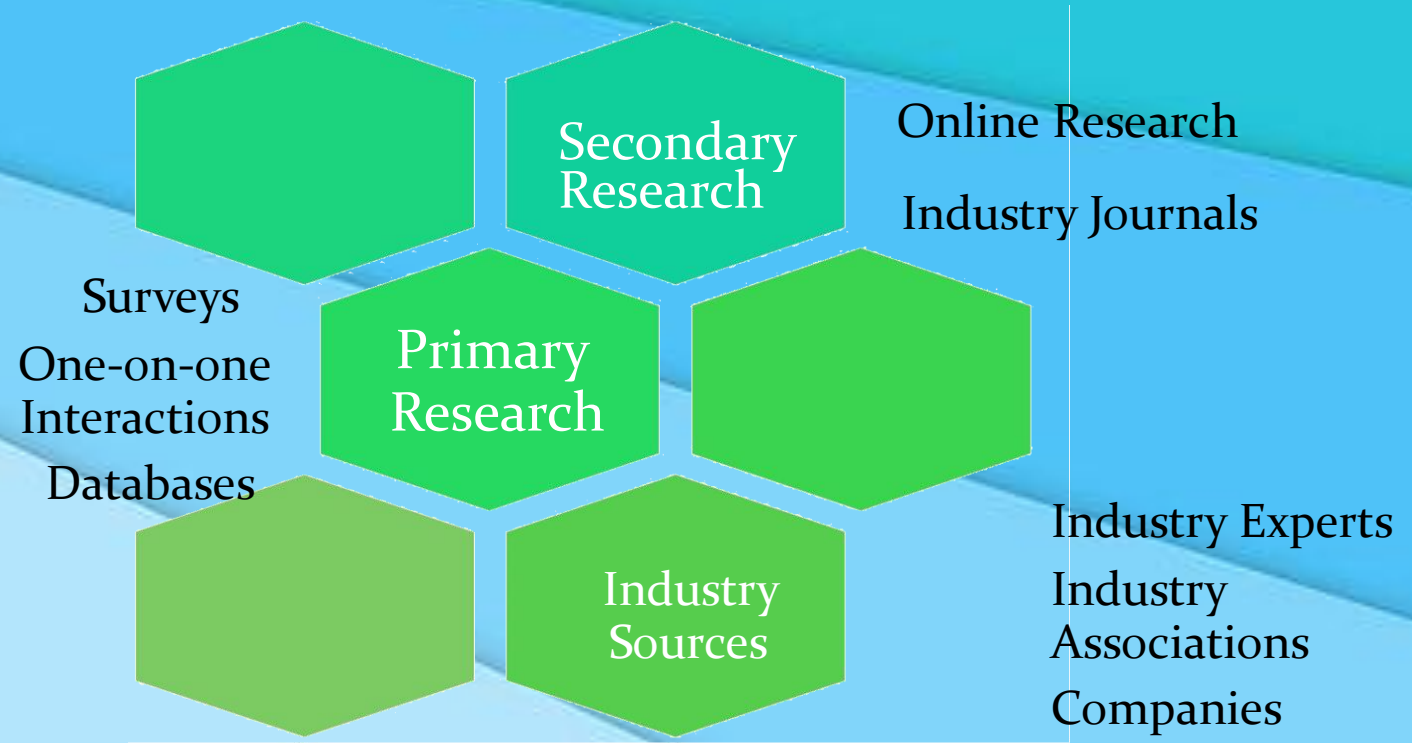 Secondary
Research
Online Research
Industry Journals
Surveys
One-on-one
Interactions
Databases
Primary
Research
Industry
Sources
Industry Experts
Industry
Associations
Companies